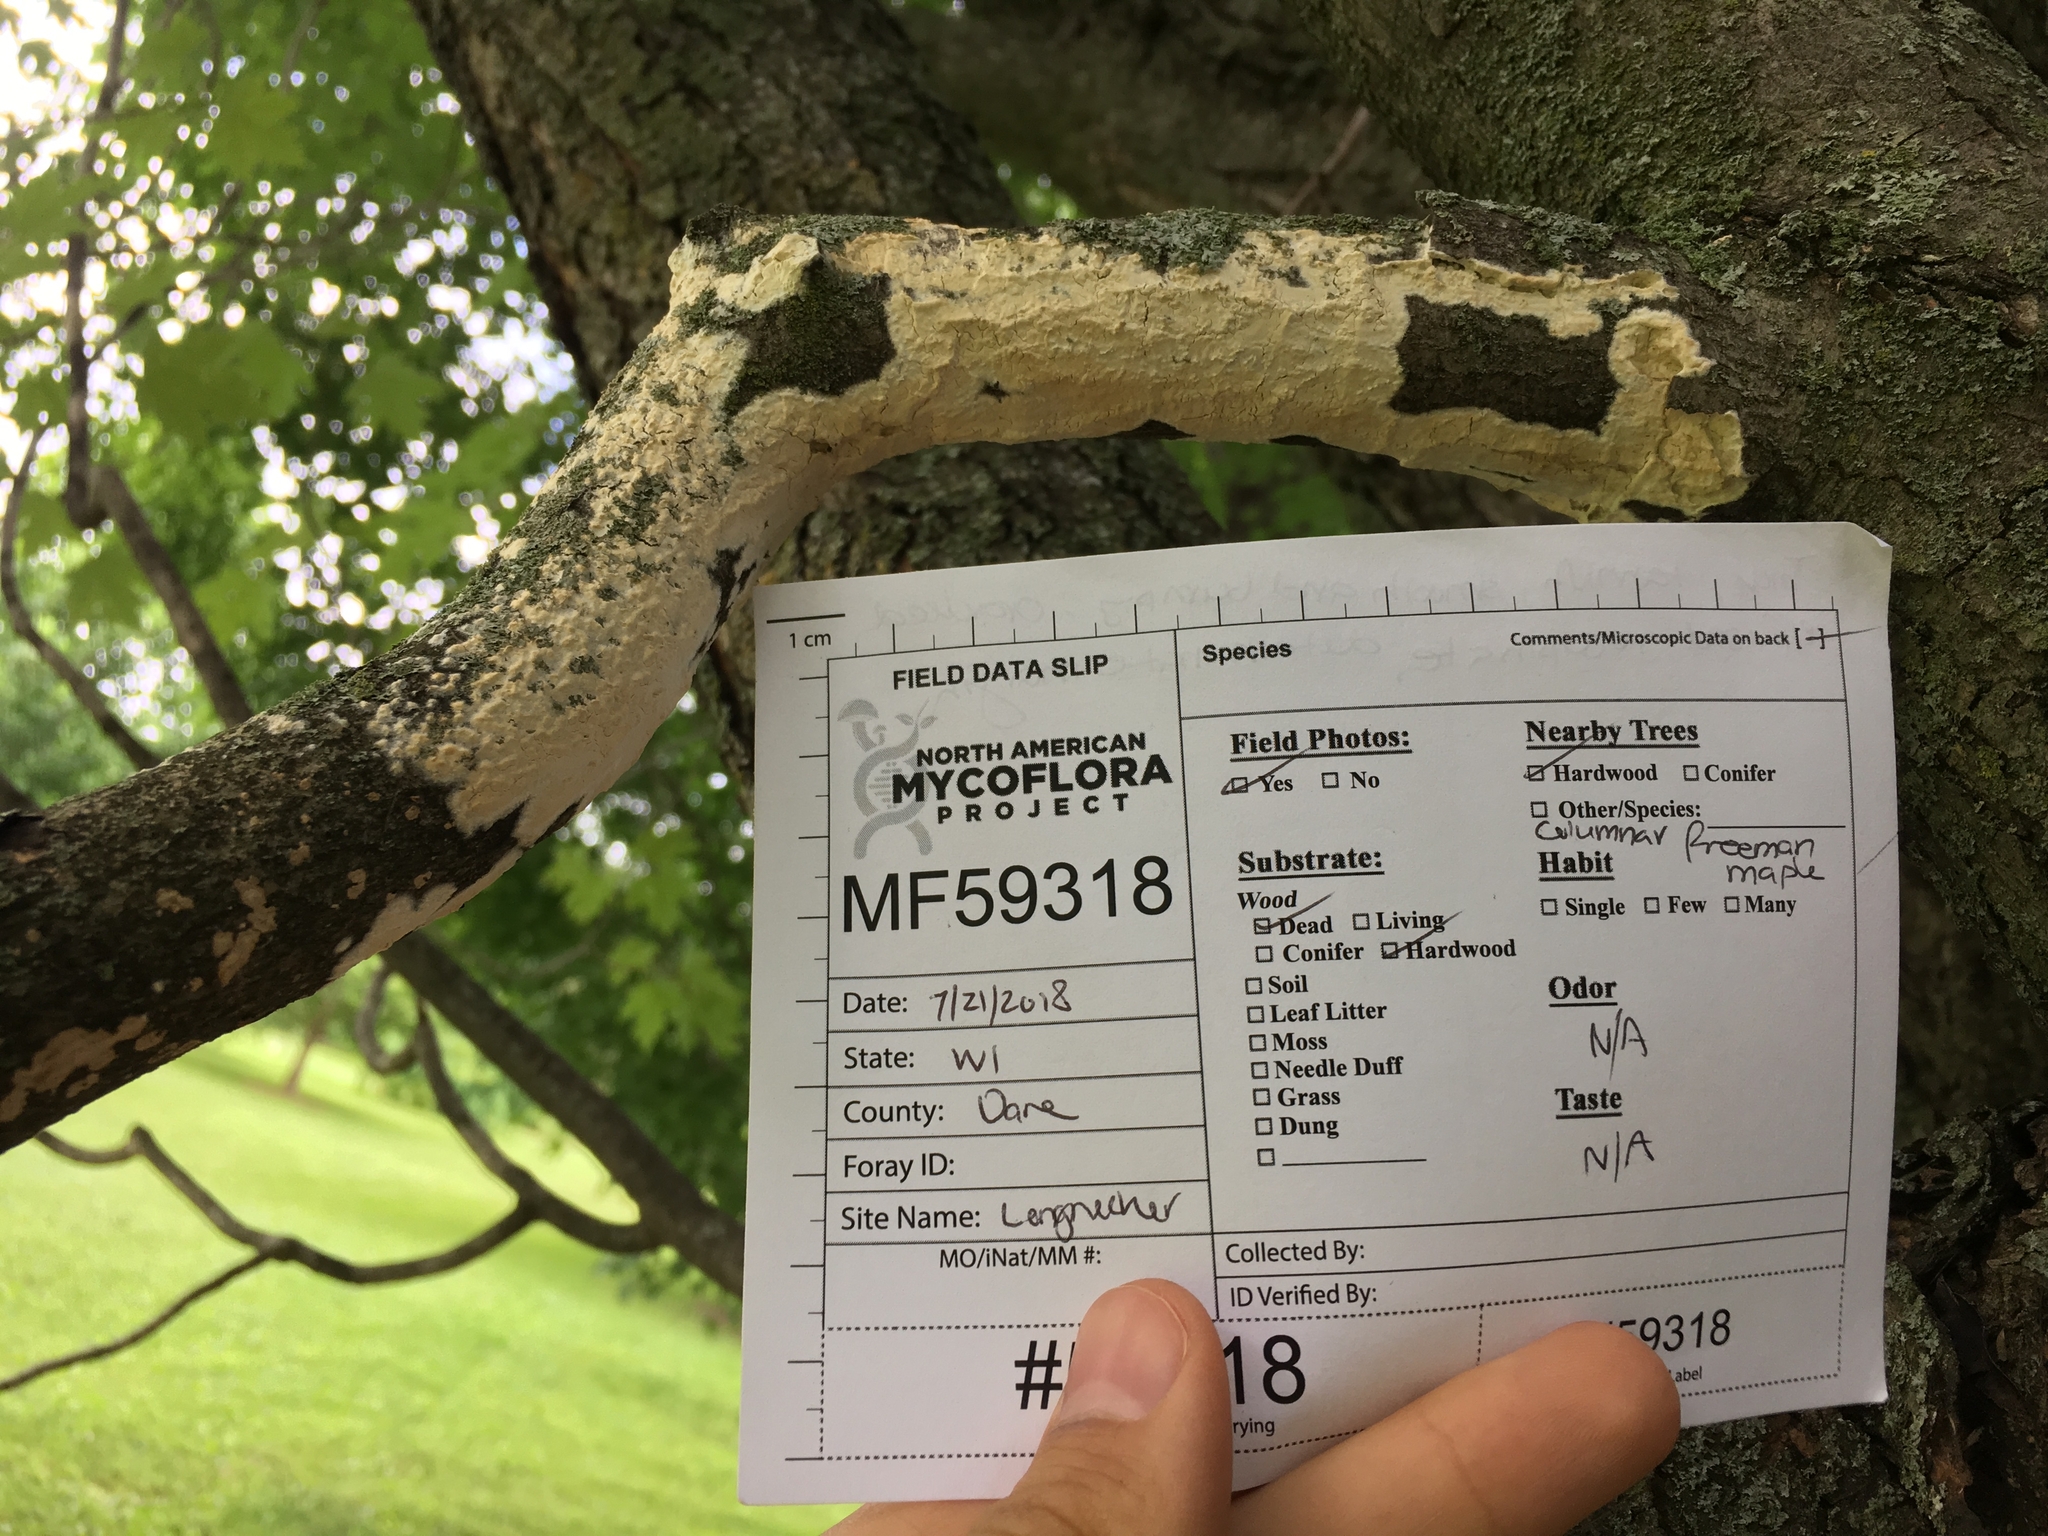 1 cm
FIELD DATA SLIP
NORTH AMERICAN
MYCOFLORA
PROJECT
MF59318
Date: 7/21/2018
State: WI
County: Dane
Foray ID:
Site Name:
MO/iNat/MM #:
Species
Comments/Microscopic Data on back [-]
Field Photos:
Yes No
Nearby Trees
Hardwood Conifer
Other/Species:
Columnar Freeman
maple
Substrate:
Wood
Dead Living
Conifer Hardwood
Soil
Leaf Litter
Moss
Needle Duff
Grass
Dung
Habit
Single Few Many
Odor
N/A
Taste
N/A
Collected By:
ID Verified By:
# 18
59318